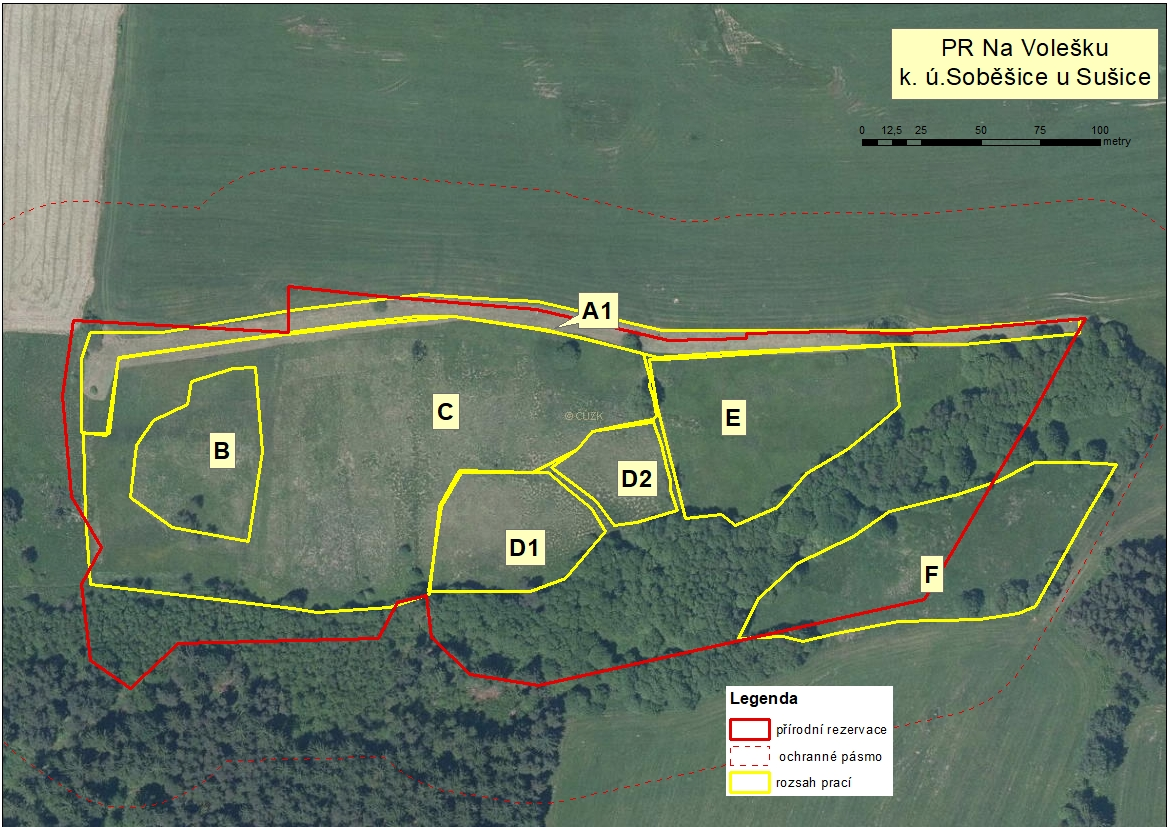 PR Na Volešku
k. ú.Soběšice u Sušice
0 12,5 25 50 75 100
metry
A1
C
E
B
D2
D1
F
© ČÚZK
Legenda
přírodní rezervace
ochranné pásmo
rozsah prací